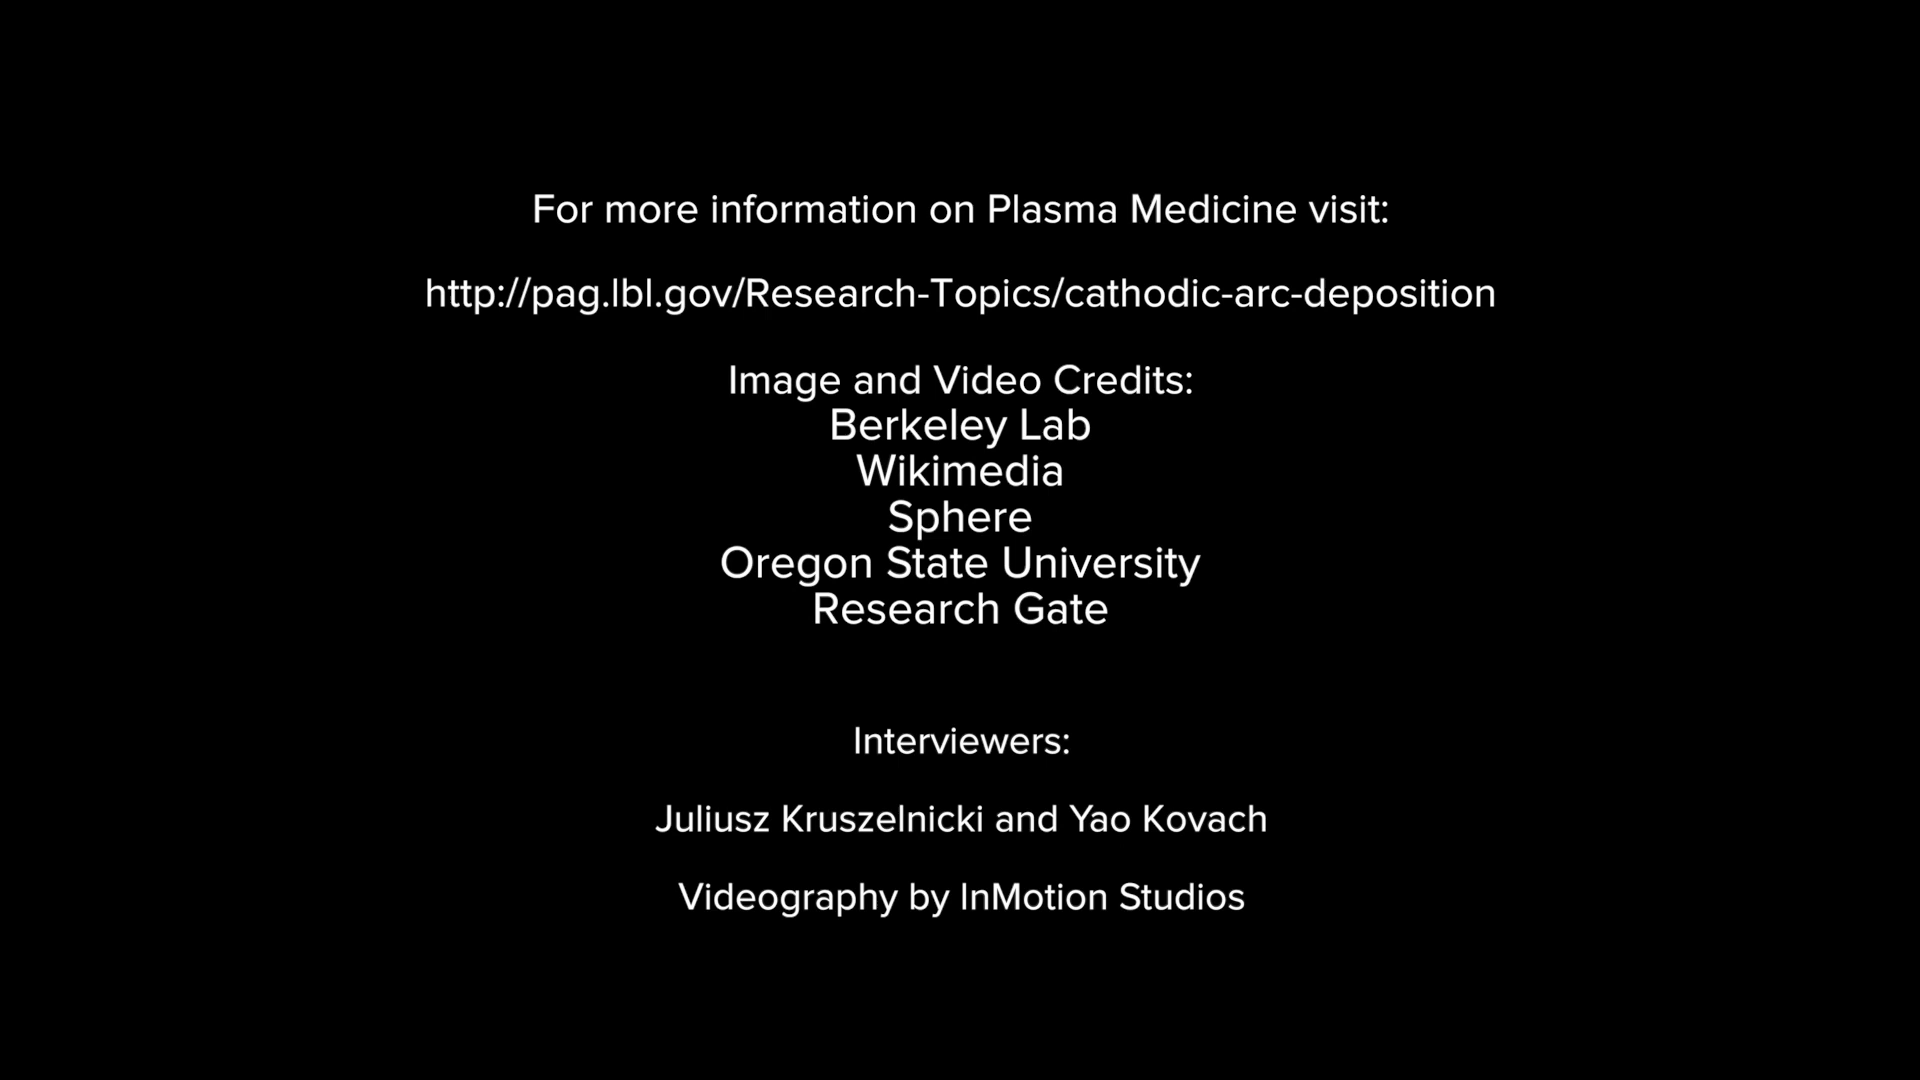 For more information on Plasma Medicine visit:
http://pag.lbl.gov/Research-Topics/cathodic-arc-deposition
Image and Video Credits:
Berkeley Lab
Wikimedia
Sphere
Oregon State University
Research Gate
Interviewers:
Juliusz Kruszelnicki and Yao Kovach
Videography by InMotion Studios